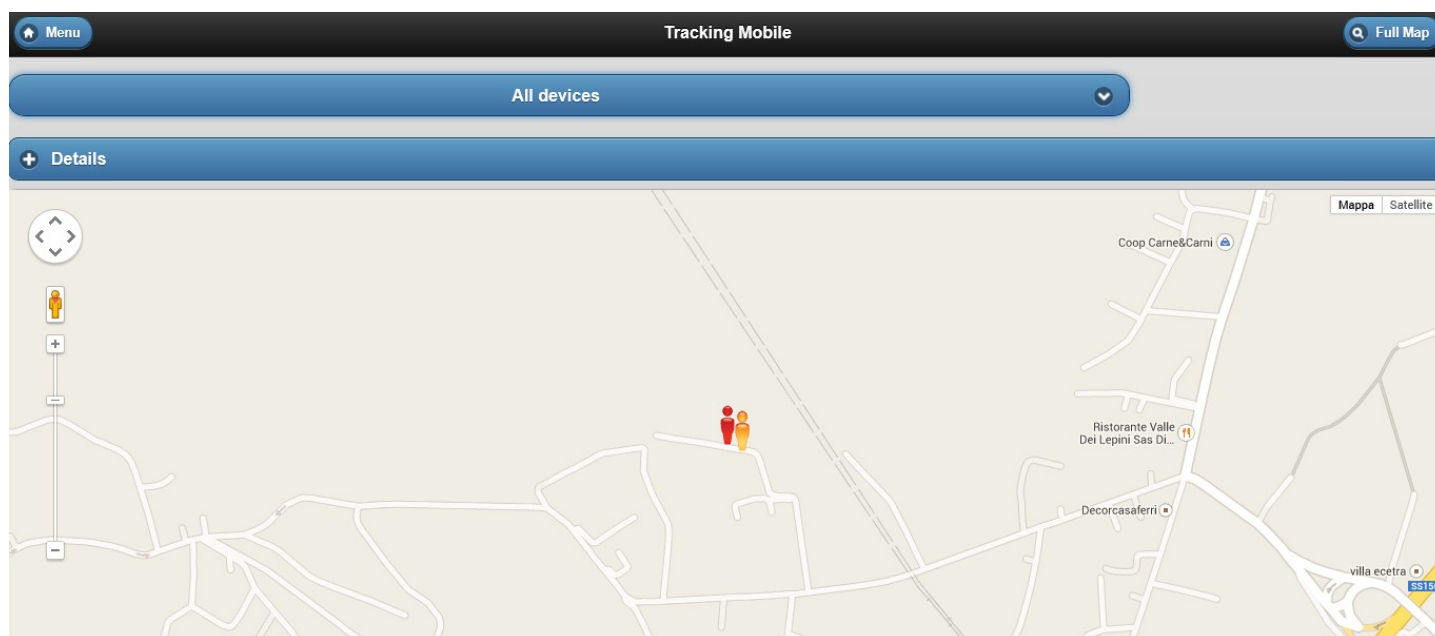 Menu
Tracking Mobile
Full Map
All devices
Details
Mappa
Satellite
Coop Carne&Carni
Ristorante Valle
Dei Lepini Sas Di...
Decorcasaferri
villa ecetra